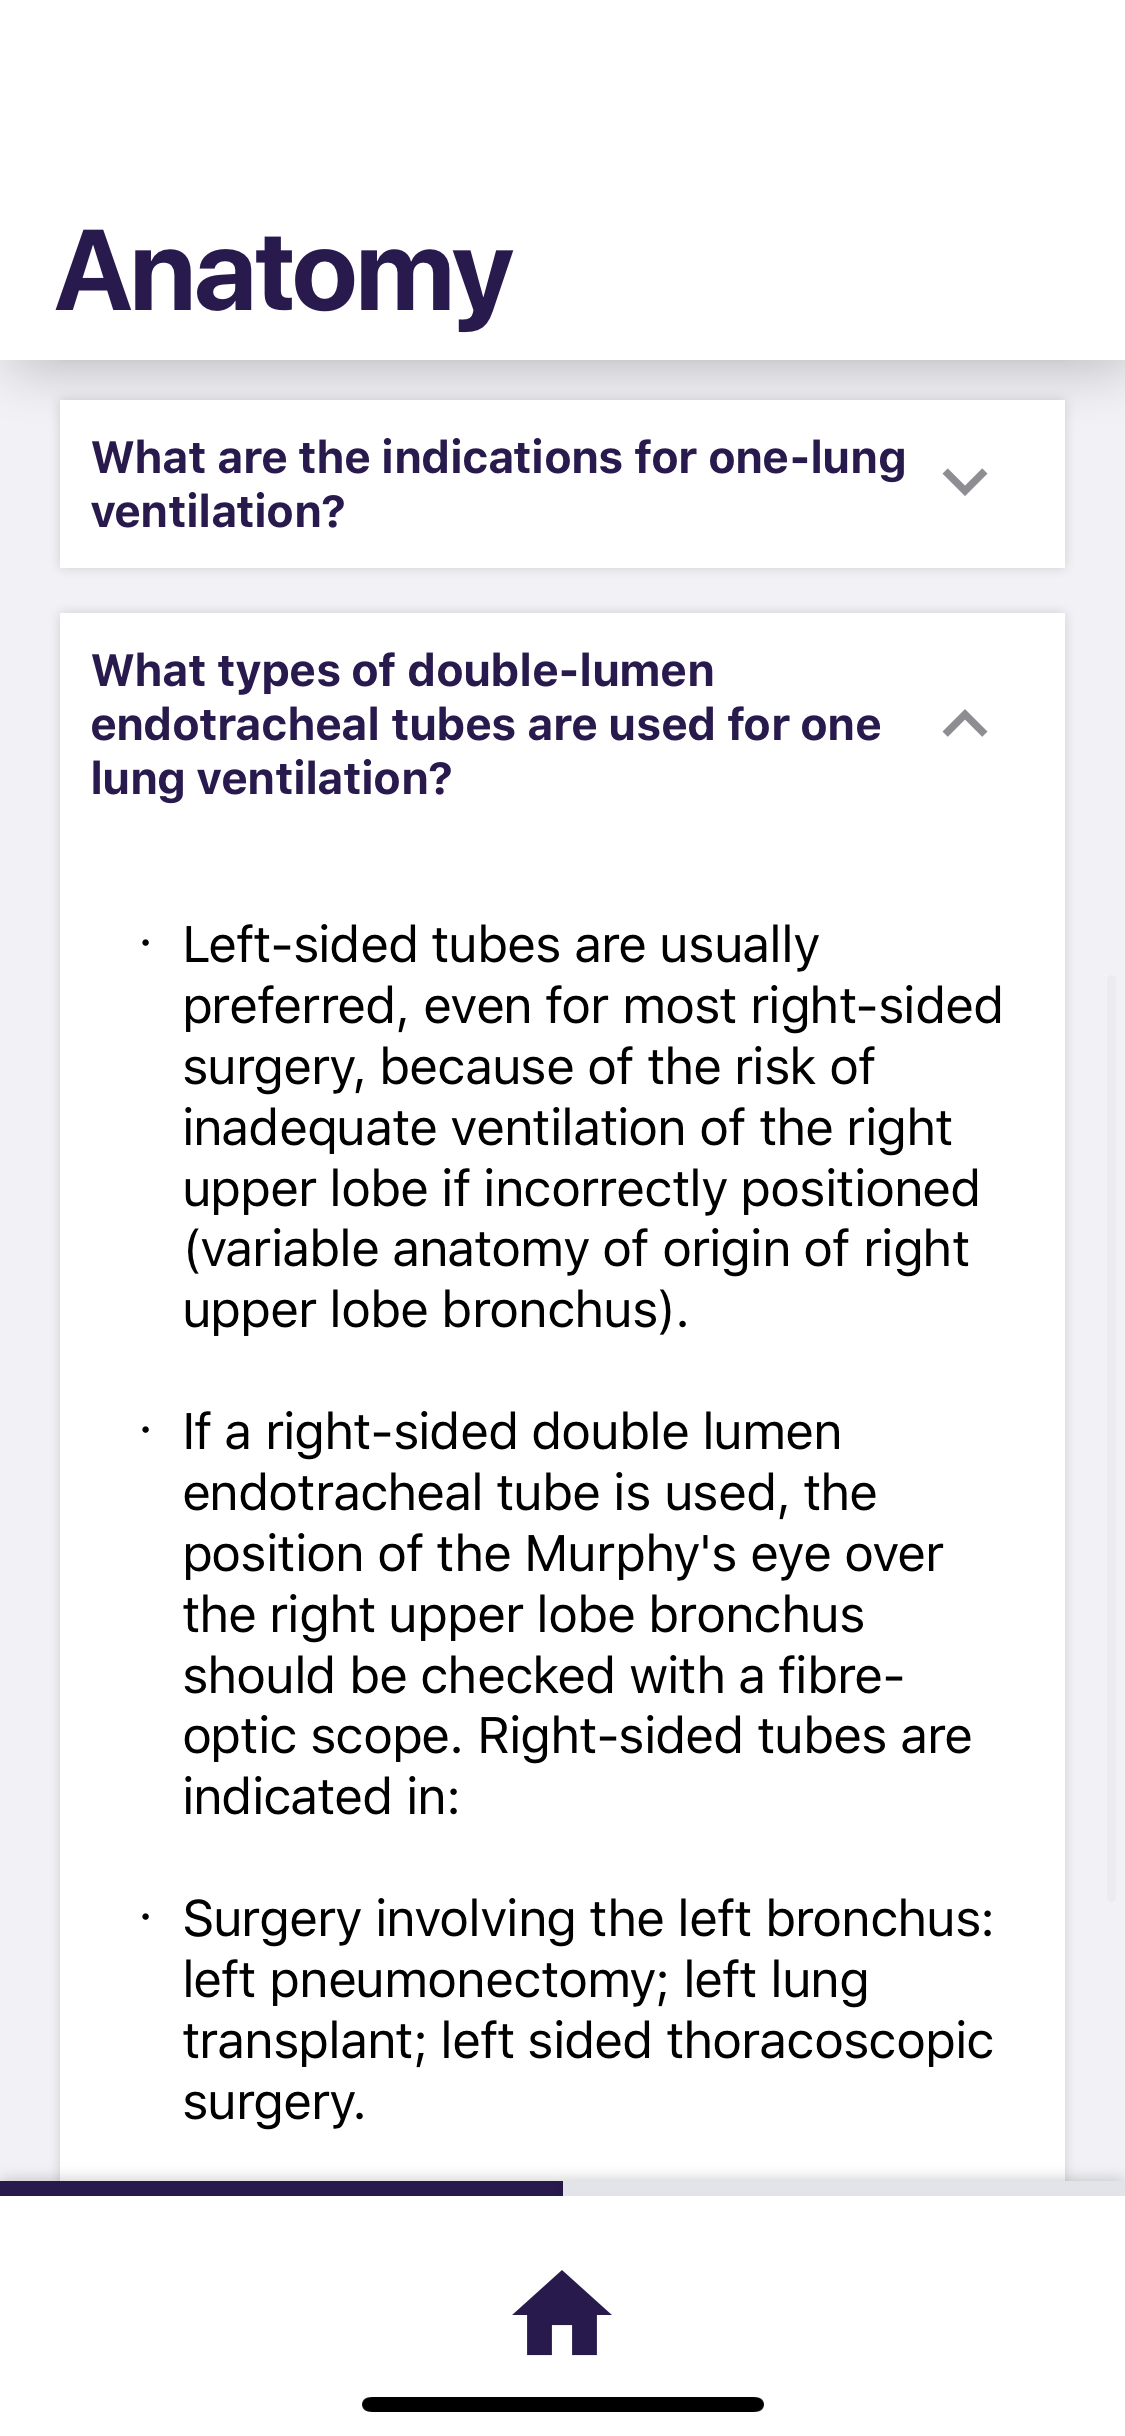 Anatomy
What are the indications for one-lung
ventilation?
What types of double-lumen
endotracheal tubes are used for one
lung ventilation?
· Left-sided tubes are usually
preferred, even for most right-sided
surgery, because of the risk of
inadequate ventilation of the right
upper lobe if incorrectly positioned
(variable anatomy of origin of right
upper lobe bronchus).
· If a right-sided double lumen
endotracheal tube is used, the
position of the Murphy's eye over
the right upper lobe bronchus
should be checked with a fibre-
optic scope. Right-sided tubes are
indicated in:
· Surgery involving the left bronchus:
left pneumonectomy; left lung
transplant; left sided thoracoscopic
surgery.